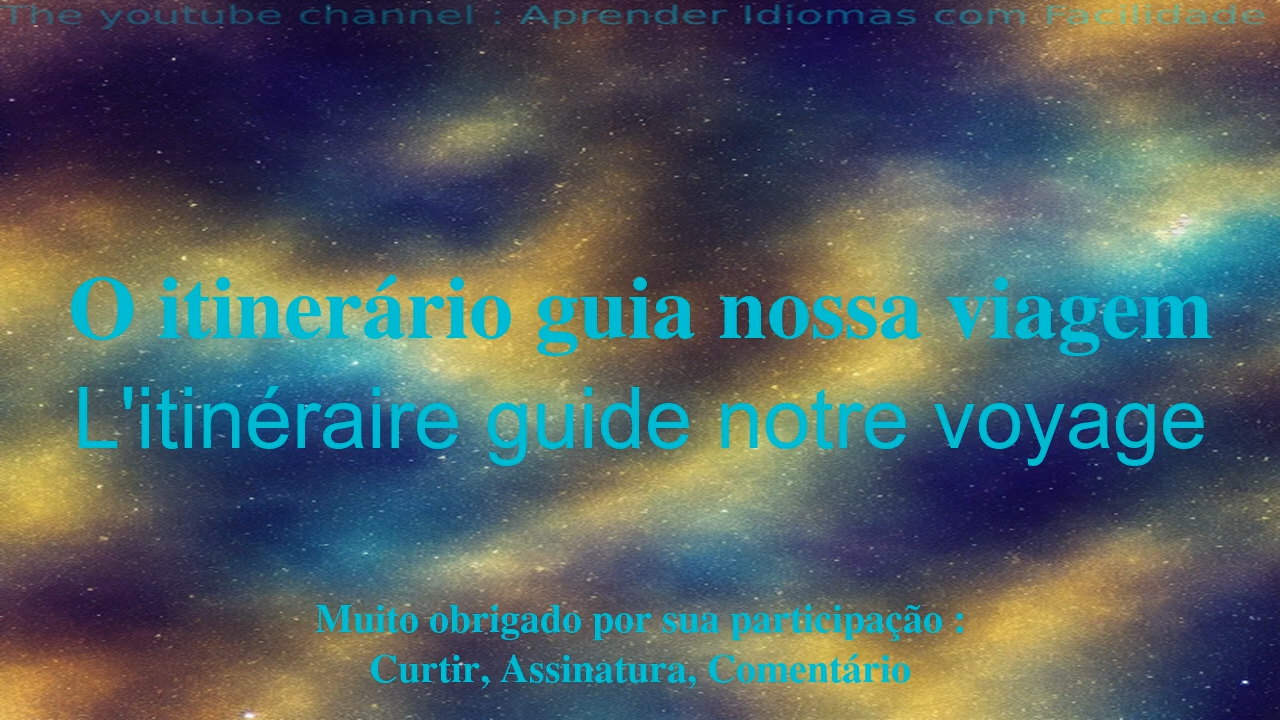 The youtube channel : Aprender Idiomas com Facilidade
O itinerário guia nossa viagem
L'itinéraire guide notre voyage
Muito obrigado por sua participação :
Curtir, Assinatura, Comentário